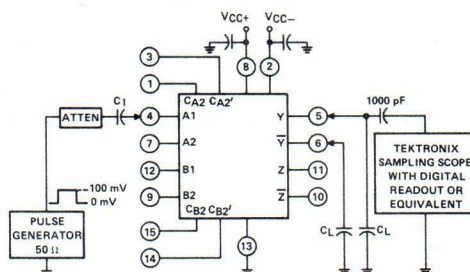 VCC+ VCC−
3 8 2
1
CA2 CA2' 1000 pF
ATTEN C1 4 A1 Y 5
7 A2 Y̅ 6
12 B1 Z 11
9 B2 Z̅ 10
CB2 CB2'
15
14
13
CL CL
100 mV
0 mV
PULSE
GENERATOR
50 Ω
TEKTRONIX
SAMPLING SCOPE
WITH DIGITAL
READOUT OR
EQUIVALENT